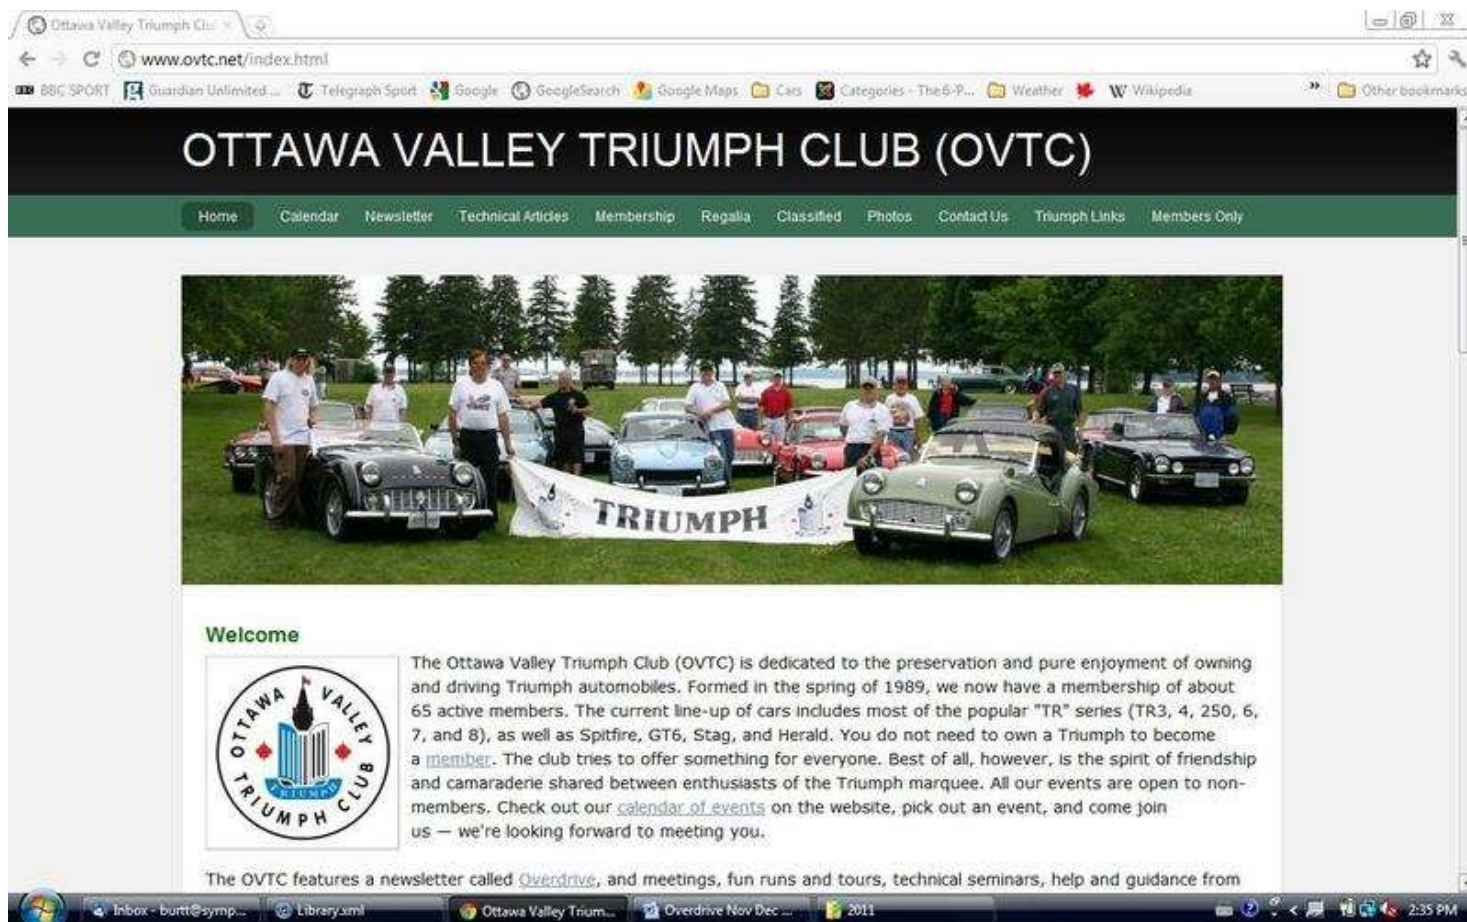 Ottawa Valley Triumph Clu
www.ovtc.net/index.html
BBC SPORT Guardian Unlimited ... Telegraph Sport Google GoogleSearch Google Maps Cars Categories - The 6-P... Weather Wikipedia » Other bookmarks
OTTAWA VALLEY TRIUMPH CLUB (OVTC)
Home Calendar Newsletter Technical Articles Membership Regalia Classified Photos Contact Us Triumph Links Members Only
TRIUMPH
Welcome
OTTAWA VALLEY
TRIUMPH
TRIUMPH CLUB
The Ottawa Valley Triumph Club (OVTC) is dedicated to the preservation and pure enjoyment of owning
and driving Triumph automobiles. Formed in the spring of 1989, we now have a membership of about
65 active members. The current line-up of cars includes most of the popular "TR" series (TR3, 4, 250, 6,
7, and 8), as well as Spitfire, GT6, Stag, and Herald. You do not need to own a Triumph to become
a member. The club tries to offer something for everyone. Best of all, however, is the spirit of friendship
and camaraderie shared between enthusiasts of the Triumph marquee. All our events are open to non-
members. Check out our calendar of events on the website, pick out an event, and come join
us — we're looking forward to meeting you.
The OVTC features a newsletter called Overdrive, and meetings, fun runs and tours, technical seminars, help and guidance from
Inbox - burtt@symp... Library.xml Ottawa Valley Trium... Overdrive Nov Dec ... 2011 2:35 PM